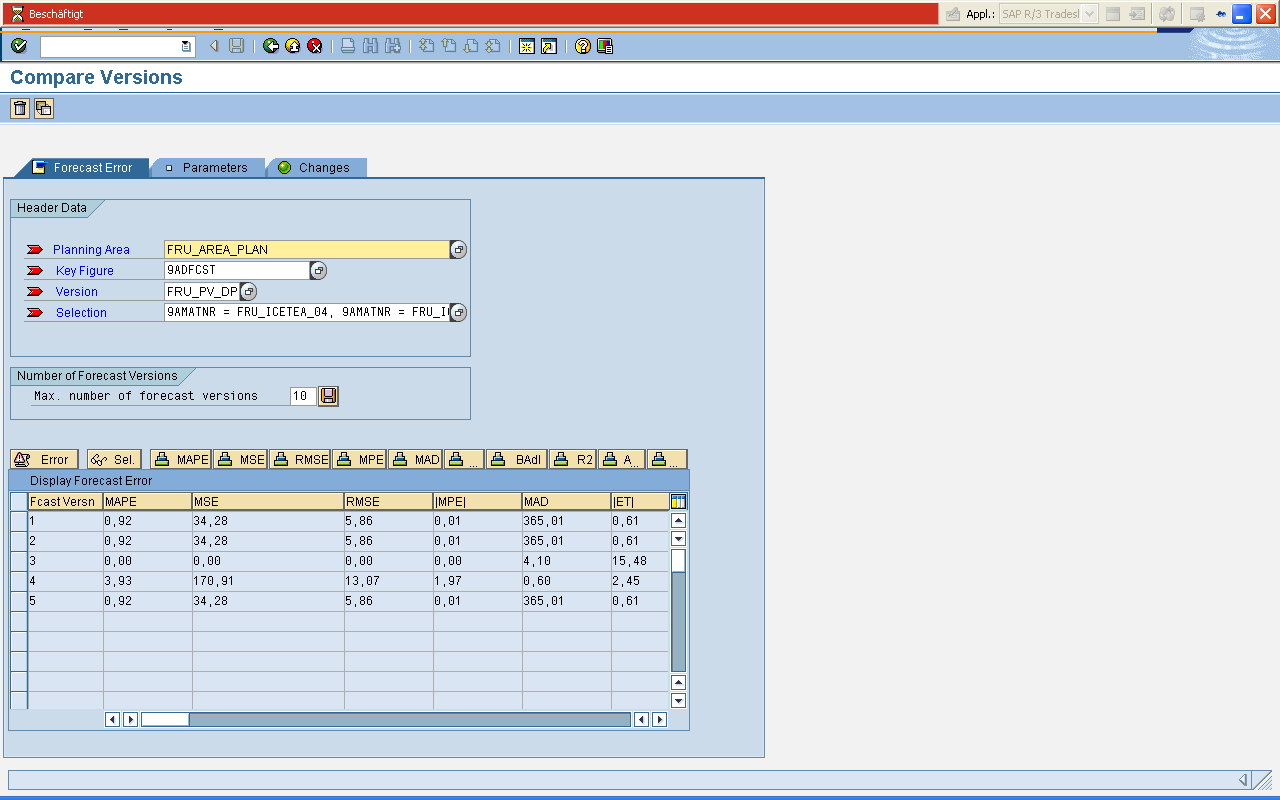 Beschäftigt Appl.: SAP R/3 Tradesl
Compare Versions
Forecast Error Parameters Changes
Header Data
Planning Area FRU_AREA_PLAN
Key Figure 9ADFCST
Version FRU_PV_DP
Selection 9AMATNR = FRU_ICETEA_04, 9AMATNR = FRU_I
Number of Forecast Versions
Max. number of forecast versions 10
Error Sel. MAPE MSE RMSE MPE MAD ... BAdI R2 A... ...
Display Forecast Error
Fcast Versn MAPE MSE RMSE |MPE| MAD |ET|
1 0,92 34,28 5,86 0,01 365,01 0,61
2 0,92 34,28 5,86 0,01 365,01 0,61
3 0,00 0,00 0,00 0,00 4,10 15,48
4 3,93 170,91 13,07 1,97 0,60 2,45
5 0,92 34,28 5,86 0,01 365,01 0,61